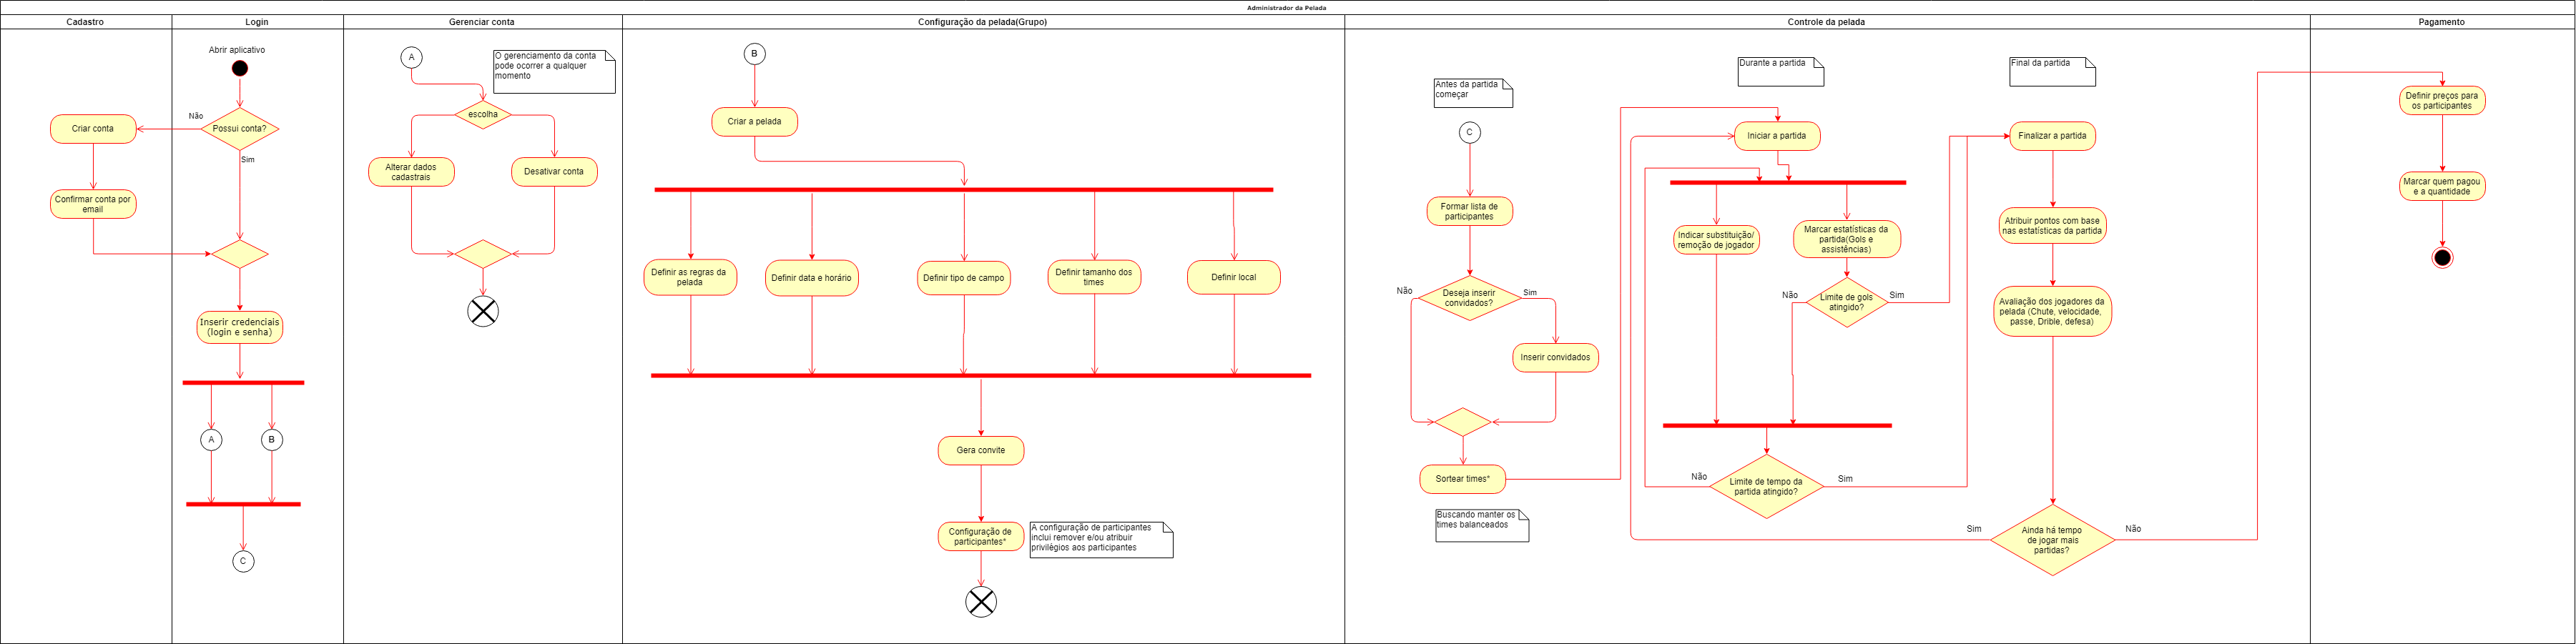 Administrador da Pelada
Cadastro
Login
Gerenciar conta
Configuração da pelada(Grupo)
Controle da pelada
Pagamento
Abrir aplicativo
Possui conta?
Não
Sim
Criar conta
Confirmar conta por
email
Inserir credenciais
(login e senha)
A
B
C
A
O gerenciamento da conta
pode ocorrer a qualquer
momento
escolha
Alterar dados
cadastrais
Desativar conta
B
Criar a pelada
Definir as regras da
pelada
Definir data e horário
Definir tipo de campo
Definir tamanho dos
times
Definir local
Gera convite
Configuração de
participantes*
A configuração de participantes
inclui remover e/ou atribuir
privilégios aos participantes
Antes da partida
começar
C
Formar lista de
participantes
Deseja inserir
convidados?
Não
Sim
Inserir convidados
Sortear times*
Buscando manter os
times balanceados
Durante a partida
Iniciar a partida
Indicar substituição/
remoção de jogador
Marcar estatísticas da
partida(Gols e
assistências)
Limite de gols
atingido?
Não
Sim
Limite de tempo da
partida atingido?
Não
Sim
Final da partida
Finalizar a partida
Atribuir pontos com base
nas estatísticas da partida
Avaliação dos jogadores da
pelada (Chute, velocidade,
passe, Drible, defesa)
Ainda há tempo
de jogar mais
partidas?
Sim
Não
Definir preços para
os participantes
Marcar quem pagou
e a quantidade